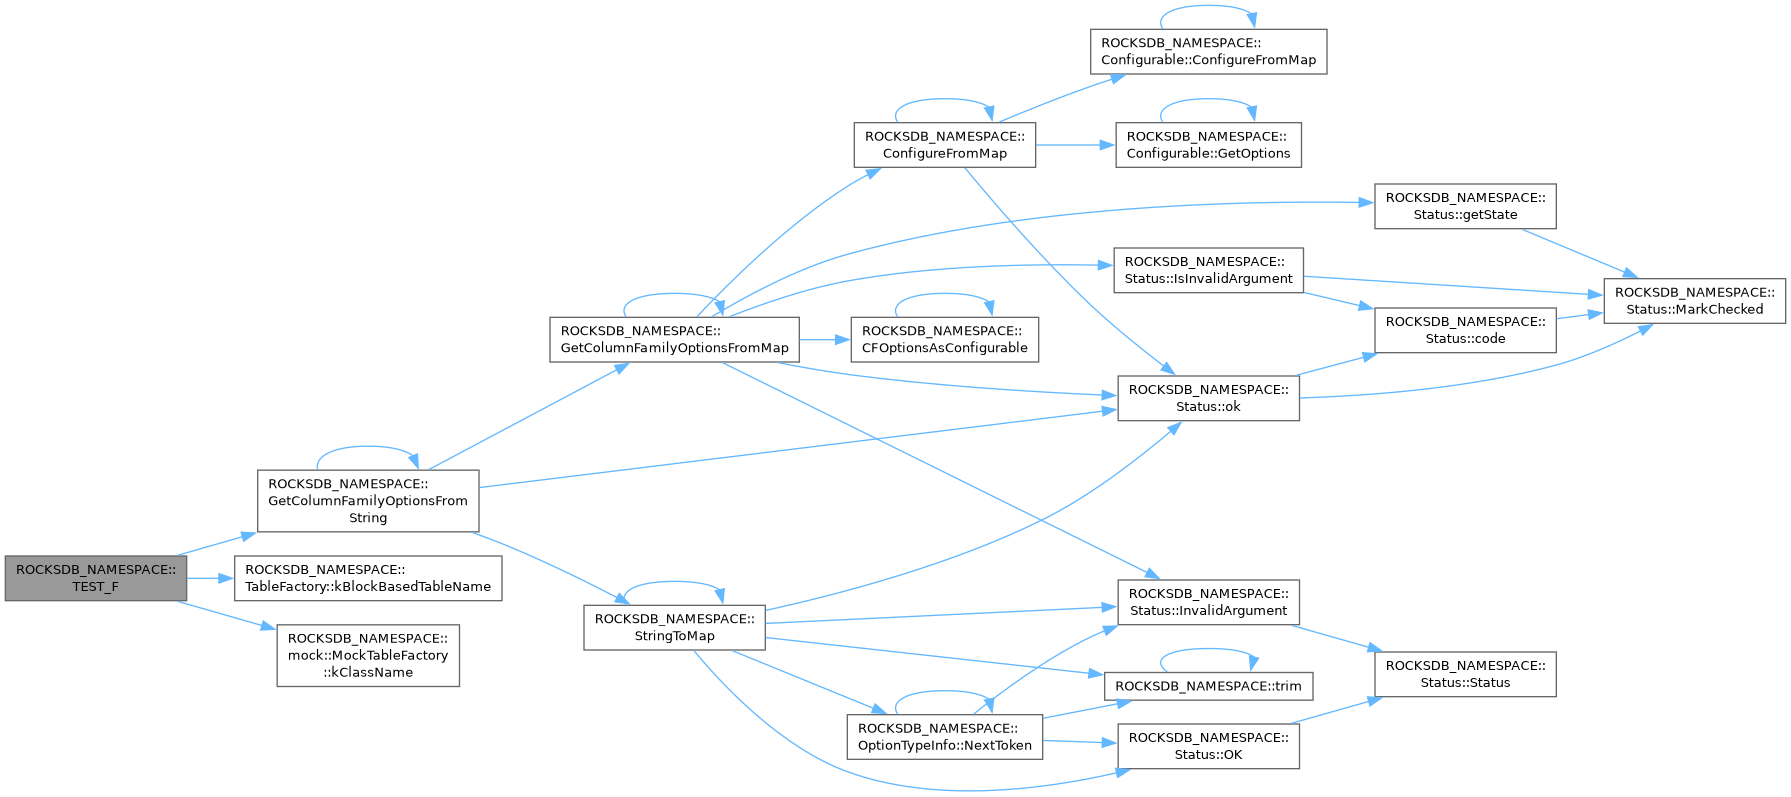 ROCKSDB_NAMESPACE::
TEST_F
ROCKSDB_NAMESPACE::
GetColumnFamilyOptionsFrom
String
ROCKSDB_NAMESPACE::
TableFactory::kBlockBasedTableName
ROCKSDB_NAMESPACE::
mock::MockTableFactory
::kClassName
ROCKSDB_NAMESPACE::
GetColumnFamilyOptionsFromMap
ROCKSDB_NAMESPACE::
StringToMap
ROCKSDB_NAMESPACE::
ConfigureFromMap
ROCKSDB_NAMESPACE::
CFOptionsAsConfigurable
ROCKSDB_NAMESPACE::
OptionTypeInfo::NextToken
ROCKSDB_NAMESPACE::
Configurable::ConfigureFromMap
ROCKSDB_NAMESPACE::
Configurable::GetOptions
ROCKSDB_NAMESPACE::
Status::IsInvalidArgument
ROCKSDB_NAMESPACE::
Status::ok
ROCKSDB_NAMESPACE::
Status::InvalidArgument
ROCKSDB_NAMESPACE::trim
ROCKSDB_NAMESPACE::
Status::OK
ROCKSDB_NAMESPACE::
Status::getState
ROCKSDB_NAMESPACE::
Status::code
ROCKSDB_NAMESPACE::
Status::Status
ROCKSDB_NAMESPACE::
Status::MarkChecked